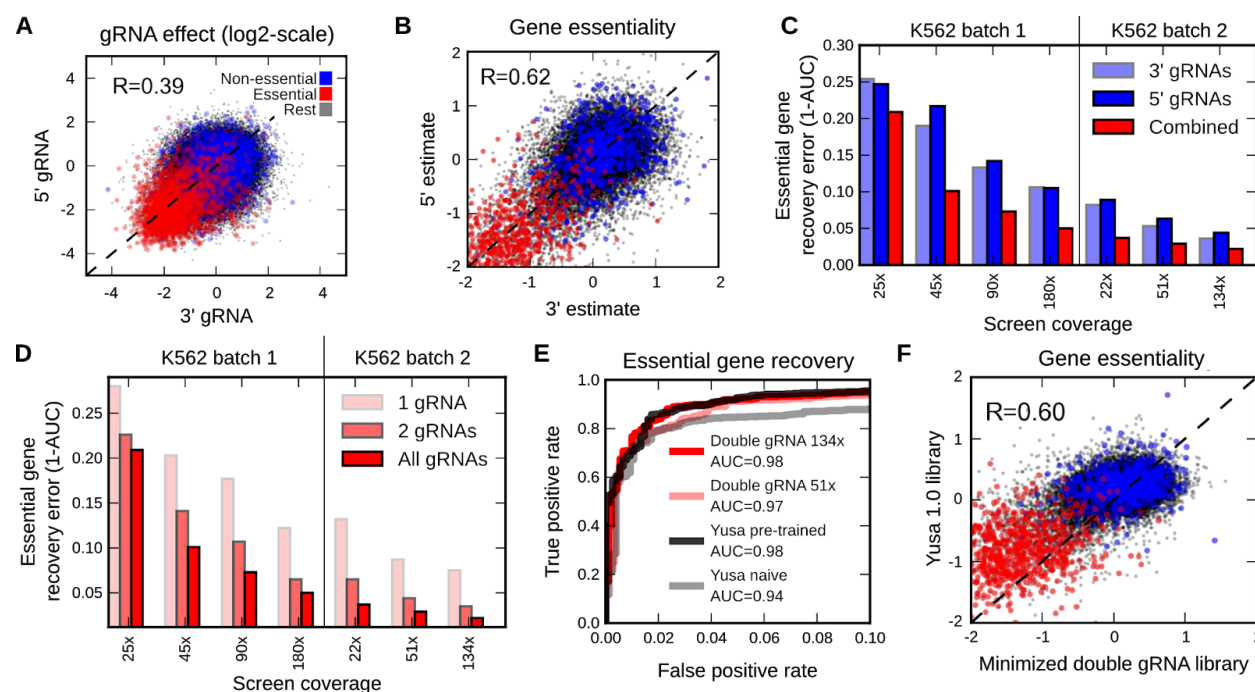 A
gRNA effect (log2-scale)
R=0.39
Non-essential
Essential
Rest
5' gRNA
4
2
0
-2
-4
-4
-2
0
2
4
3' gRNA
B
Gene essentiality
R=0.62
5' estimate
2
1
0
-1
-2
-2
-1
0
1
2
3' estimate
C
K562 batch 1
K562 batch 2
Essential gene
recovery error (1-AUC)
0.30
0.25
0.20
0.15
0.10
0.05
0.00
3' gRNAs
5' gRNAs
Combined
25x
45x
90x
180x
22x
51x
134x
Screen coverage
D
K562 batch 1
K562 batch 2
Essential gene
recovery error (1-AUC)
0.25
0.20
0.15
0.10
0.05
1 gRNA
2 gRNAs
All gRNAs
25x
45x
90x
180x
22x
51x
134x
Screen coverage
E
Essential gene recovery
True positive rate
1.0
0.8
0.6
0.4
0.2
0.0
Double gRNA 134x
AUC=0.98
Double gRNA 51x
AUC=0.97
Yusa pre-trained
AUC=0.98
Yusa naive
AUC=0.94
0.00
0.02
0.04
0.06
0.08
0.10
False positive rate
F
Gene essentiality
R=0.60
Yusa 1.0 library
2
1
0
-1
-2
-2
-1
0
1
Minimized double gRNA library